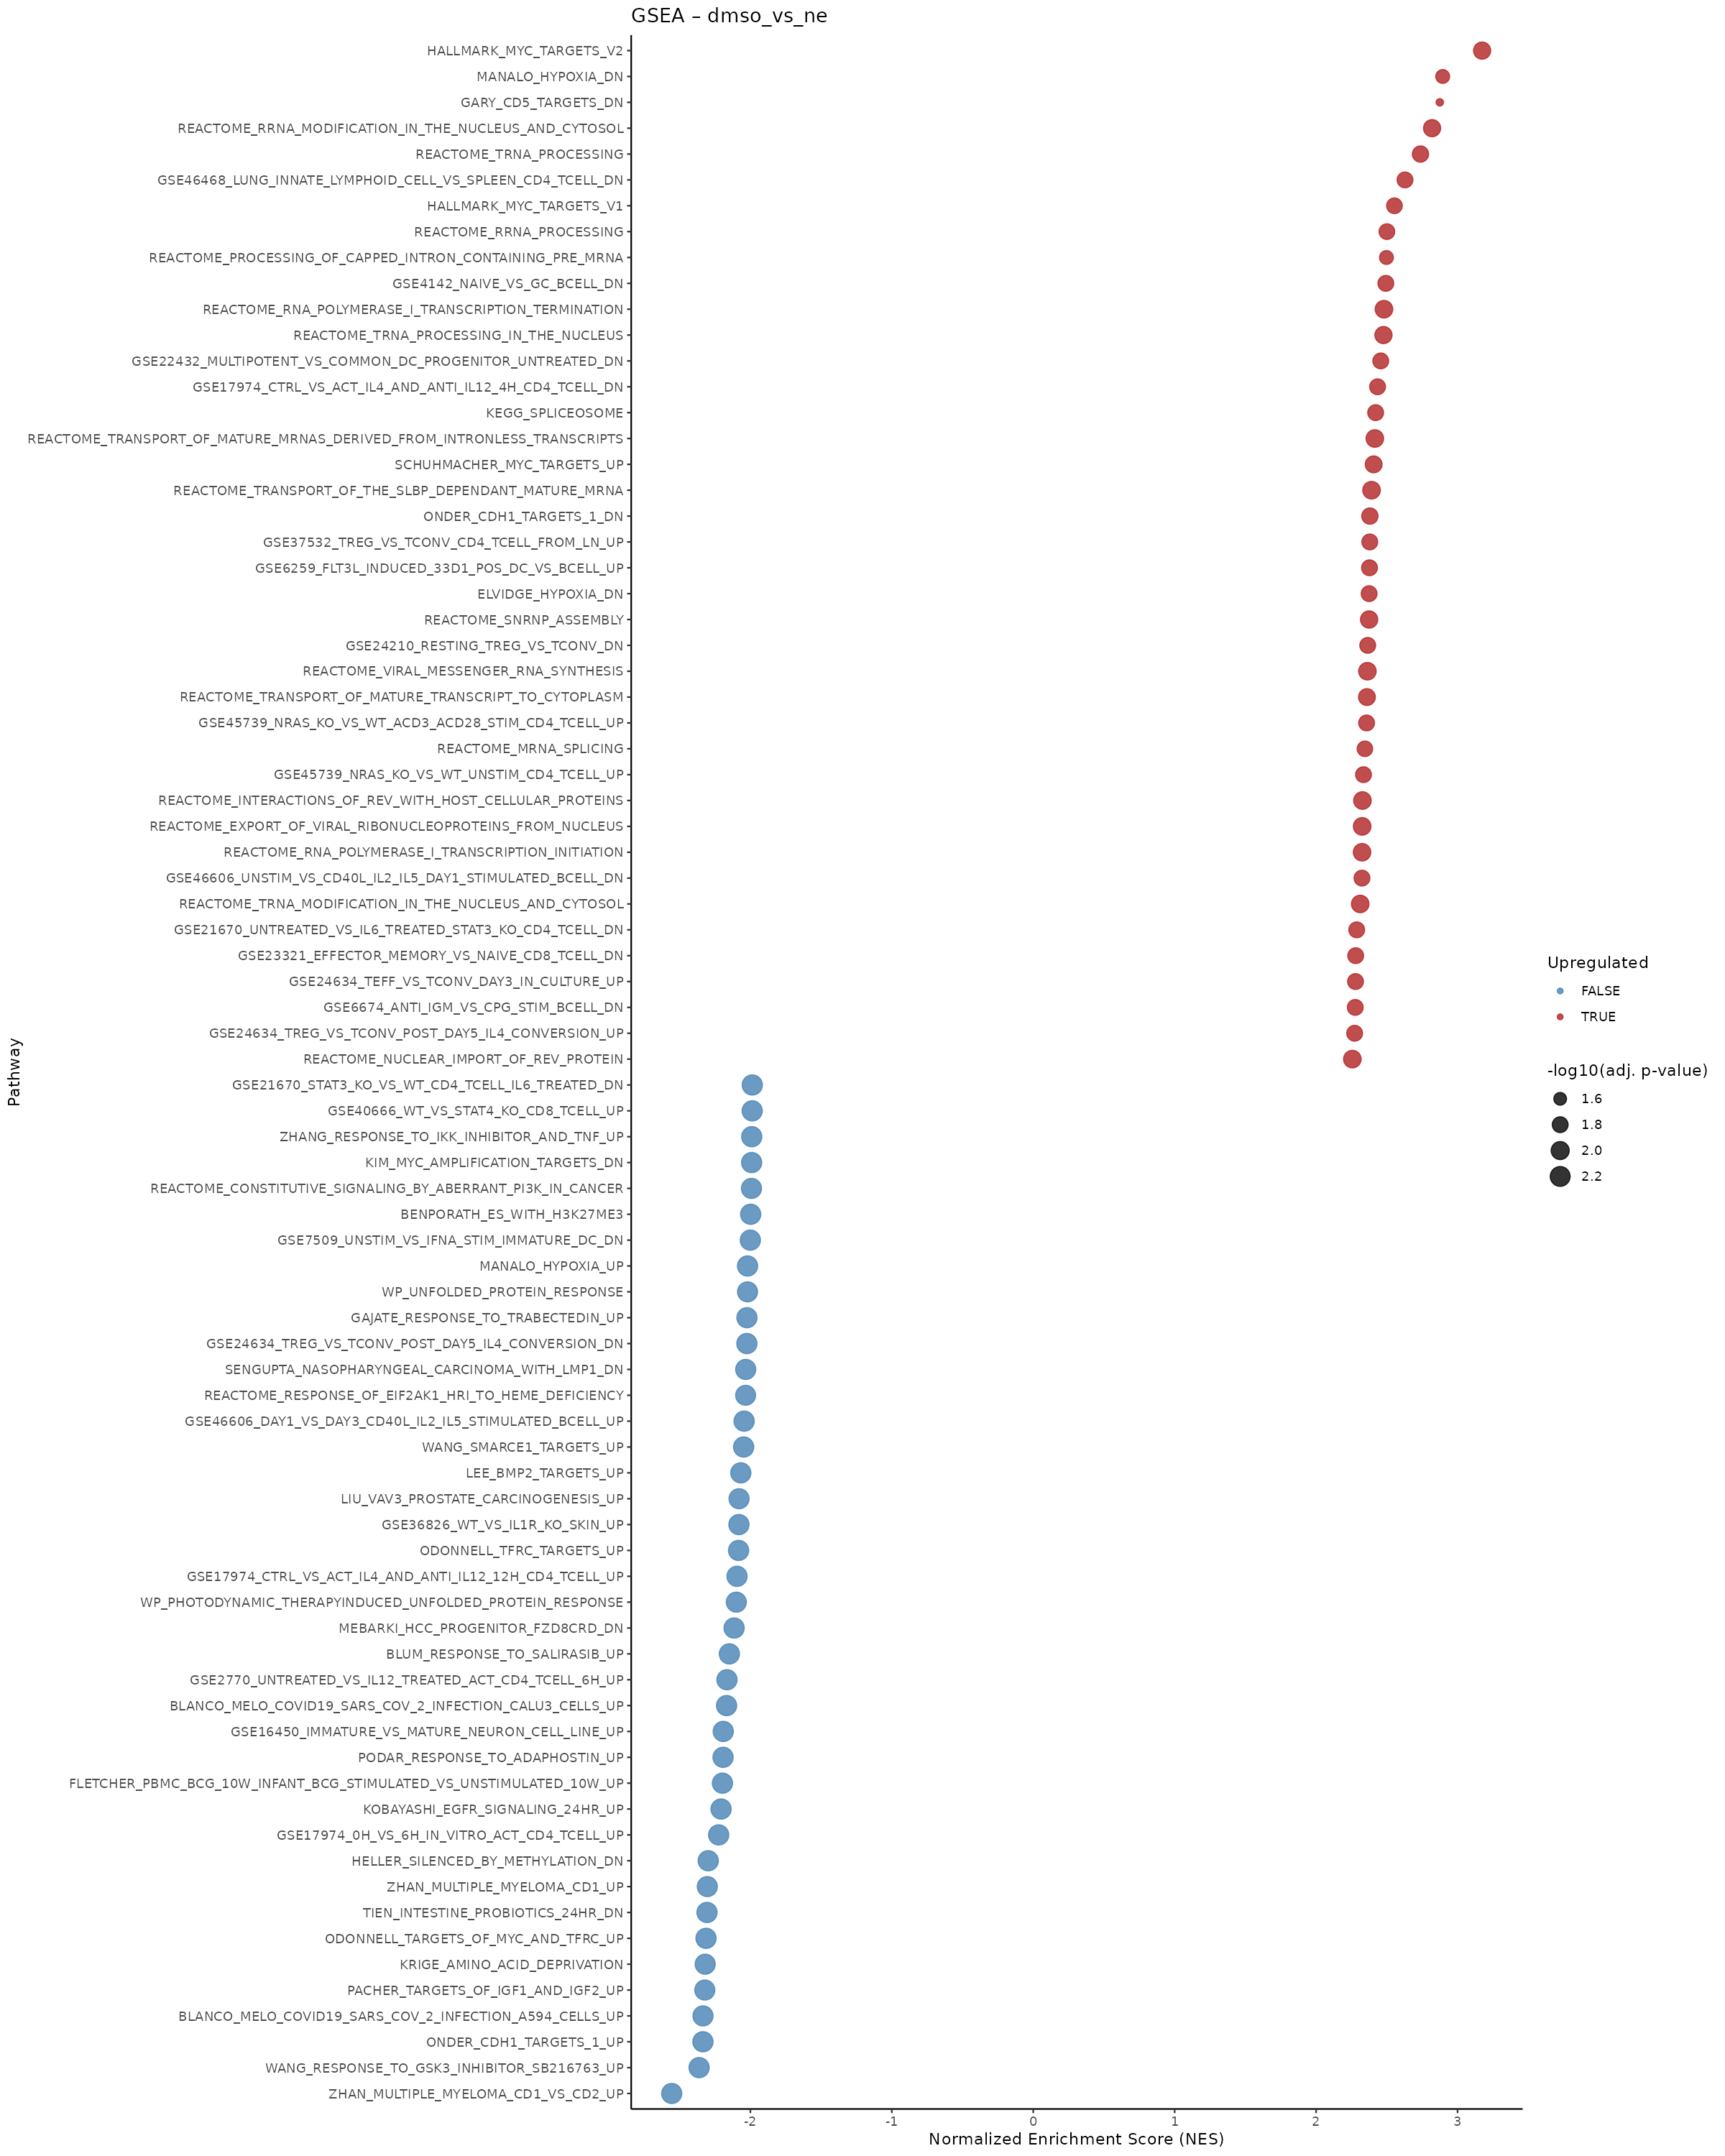 GSEA – dmso_vs_ne
HALLMARK_MYC_TARGETS_V2
MANALO_HYPOXIA_DN
GARY_CD5_TARGETS_DN
REACTOME_RRNA_MODIFICATION_IN_THE_NUCLEUS_AND_CYTOSOL
REACTOME_TRNA_PROCESSING
GSE46468_LUNG_INNATE_LYMPHOID_CELL_VS_SPLEEN_CD4_TCELL_DN
HALLMARK_MYC_TARGETS_V1
REACTOME_RRNA_PROCESSING
REACTOME_PROCESSING_OF_CAPPED_INTRON_CONTAINING_PRE_MRNA
GSE4142_NAIVE_VS_GC_BCELL_DN
REACTOME_RNA_POLYMERASE_I_TRANSCRIPTION_TERMINATION
REACTOME_TRNA_PROCESSING_IN_THE_NUCLEUS
GSE22432_MULTIPOTENT_VS_COMMON_DC_PROGENITOR_UNTREATED_DN
GSE17974_CTRL_VS_ACT_IL4_AND_ANTI_IL12_4H_CD4_TCELL_DN
KEGG_SPLICEOSOME
REACTOME_TRANSPORT_OF_MATURE_MRNAS_DERIVED_FROM_INTRONLESS_TRANSCRIPTS
SCHUHMACHER_MYC_TARGETS_UP
REACTOME_TRANSPORT_OF_THE_SLBP_DEPENDANT_MATURE_MRNA
ONDER_CDH1_TARGETS_1_DN
GSE37532_TREG_VS_TCONV_CD4_TCELL_FROM_LN_UP
GSE6259_FLT3L_INDUCED_33D1_POS_DC_VS_BCELL_UP
ELVIDGE_HYPOXIA_DN
REACTOME_SNRNP_ASSEMBLY
GSE24210_RESTING_TREG_VS_TCONV_DN
REACTOME_VIRAL_MESSENGER_RNA_SYNTHESIS
REACTOME_TRANSPORT_OF_MATURE_TRANSCRIPT_TO_CYTOPLASM
GSE45739_NRAS_KO_VS_WT_ACD3_ACD28_STIM_CD4_TCELL_UP
REACTOME_MRNA_SPLICING
GSE45739_NRAS_KO_VS_WT_UNSTIM_CD4_TCELL_UP
REACTOME_INTERACTIONS_OF_REV_WITH_HOST_CELLULAR_PROTEINS
REACTOME_EXPORT_OF_VIRAL_RIBONUCLEOPROTEINS_FROM_NUCLEUS
REACTOME_RNA_POLYMERASE_I_TRANSCRIPTION_INITIATION
GSE46606_UNSTIM_VS_CD40L_IL2_IL5_DAY1_STIMULATED_BCELL_DN
REACTOME_TRNA_MODIFICATION_IN_THE_NUCLEUS_AND_CYTOSOL
GSE21670_UNTREATED_VS_IL6_TREATED_STAT3_KO_CD4_TCELL_DN
GSE23321_EFFECTOR_MEMORY_VS_NAIVE_CD8_TCELL_DN
GSE24634_TEFF_VS_TCONV_DAY3_IN_CULTURE_UP
GSE6674_ANTI_IGM_VS_CPG_STIM_BCELL_DN
GSE24634_TREG_VS_TCONV_POST_DAY5_IL4_CONVERSION_UP
REACTOME_NUCLEAR_IMPORT_OF_REV_PROTEIN
GSE21670_STAT3_KO_VS_WT_CD4_TCELL_IL6_TREATED_DN
GSE40666_WT_VS_STAT4_KO_CD8_TCELL_UP
ZHANG_RESPONSE_TO_IKK_INHIBITOR_AND_TNF_UP
KIM_MYC_AMPLIFICATION_TARGETS_DN
REACTOME_CONSTITUTIVE_SIGNALING_BY_ABERRANT_PI3K_IN_CANCER
BENPORATH_ES_WITH_H3K27ME3
GSE7509_UNSTIM_VS_IFNA_STIM_IMMATURE_DC_DN
MANALO_HYPOXIA_UP
WP_UNFOLDED_PROTEIN_RESPONSE
GAJATE_RESPONSE_TO_TRABECTEDIN_UP
GSE24634_TREG_VS_TCONV_POST_DAY5_IL4_CONVERSION_DN
SENGUPTA_NASOPHARYNGEAL_CARCINOMA_WITH_LMP1_DN
REACTOME_RESPONSE_OF_EIF2AK1_HRI_TO_HEME_DEFICIENCY
GSE46606_DAY1_VS_DAY3_CD40L_IL2_IL5_STIMULATED_BCELL_UP
WANG_SMARCE1_TARGETS_UP
LEE_BMP2_TARGETS_UP
LIU_VAV3_PROSTATE_CARCINOGENESIS_UP
GSE36826_WT_VS_IL1R_KO_SKIN_UP
ODONNELL_TFRC_TARGETS_UP
GSE17974_CTRL_VS_ACT_IL4_AND_ANTI_IL12_12H_CD4_TCELL_UP
WP_PHOTODYNAMIC_THERAPYINDUCED_UNFOLDED_PROTEIN_RESPONSE
MEBARKI_HCC_PROGENITOR_FZD8CRD_DN
BLUM_RESPONSE_TO_SALIRASIB_UP
GSE2770_UNTREATED_VS_IL12_TREATED_ACT_CD4_TCELL_6H_UP
BLANCO_MELO_COVID19_SARS_COV_2_INFECTION_CALU3_CELLS_UP
GSE16450_IMMATURE_VS_MATURE_NEURON_CELL_LINE_UP
PODAR_RESPONSE_TO_ADAPHOSTIN_UP
FLETCHER_PBMC_BCG_10W_INFANT_BCG_STIMULATED_VS_UNSTIMULATED_10W_UP
KOBAYASHI_EGFR_SIGNALING_24HR_UP
GSE17974_0H_VS_6H_IN_VITRO_ACT_CD4_TCELL_UP
HELLER_SILENCED_BY_METHYLATION_DN
ZHAN_MULTIPLE_MYELOMA_CD1_UP
TIEN_INTESTINE_PROBIOTICS_24HR_DN
ODONNELL_TARGETS_OF_MYC_AND_TFRC_UP
KRIGE_AMINO_ACID_DEPRIVATION
PACHER_TARGETS_OF_IGF1_AND_IGF2_UP
BLANCO_MELO_COVID19_SARS_COV_2_INFECTION_A594_CELLS_UP
ONDER_CDH1_TARGETS_1_UP
WANG_RESPONSE_TO_GSK3_INHIBITOR_SB216763_UP
ZHAN_MULTIPLE_MYELOMA_CD1_VS_CD2_UP
Pathway
-2 -1 0 1 2 3
Normalized Enrichment Score (NES)
Upregulated
FALSE
TRUE
-log10(adj. p-value)
1.6
1.8
2.0
2.2